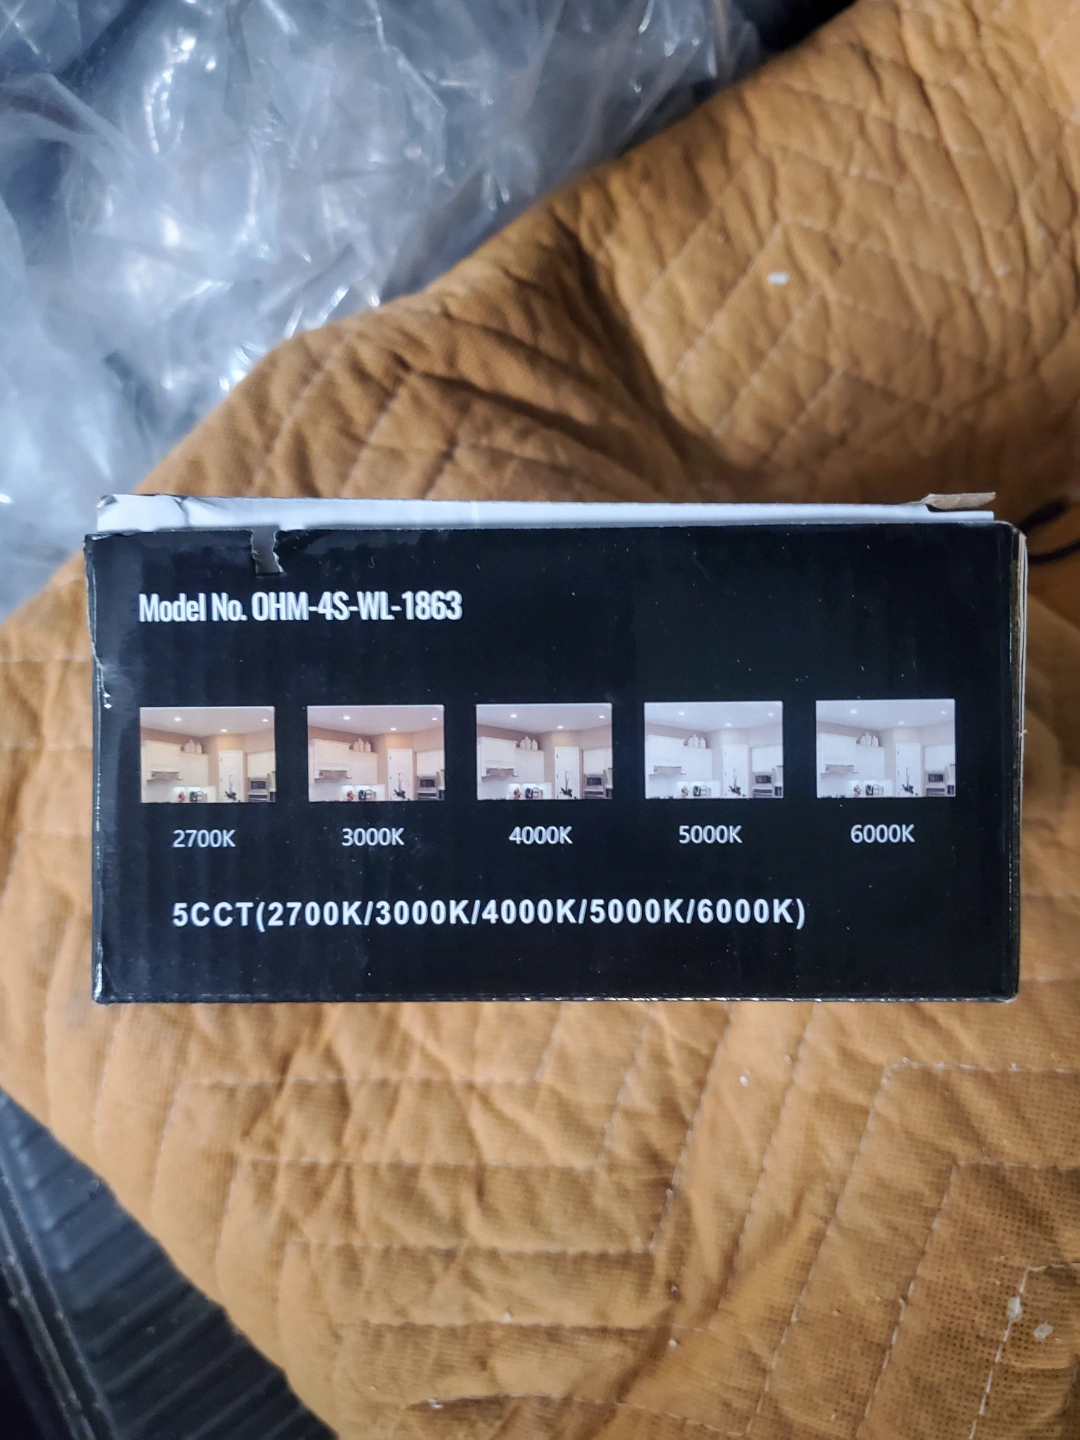 Model No. OHM-4S-WL-1863
2700K 3000K 4000K 5000K 6000K
5CCT(2700K/3000K/4000K/5000K/6000K)